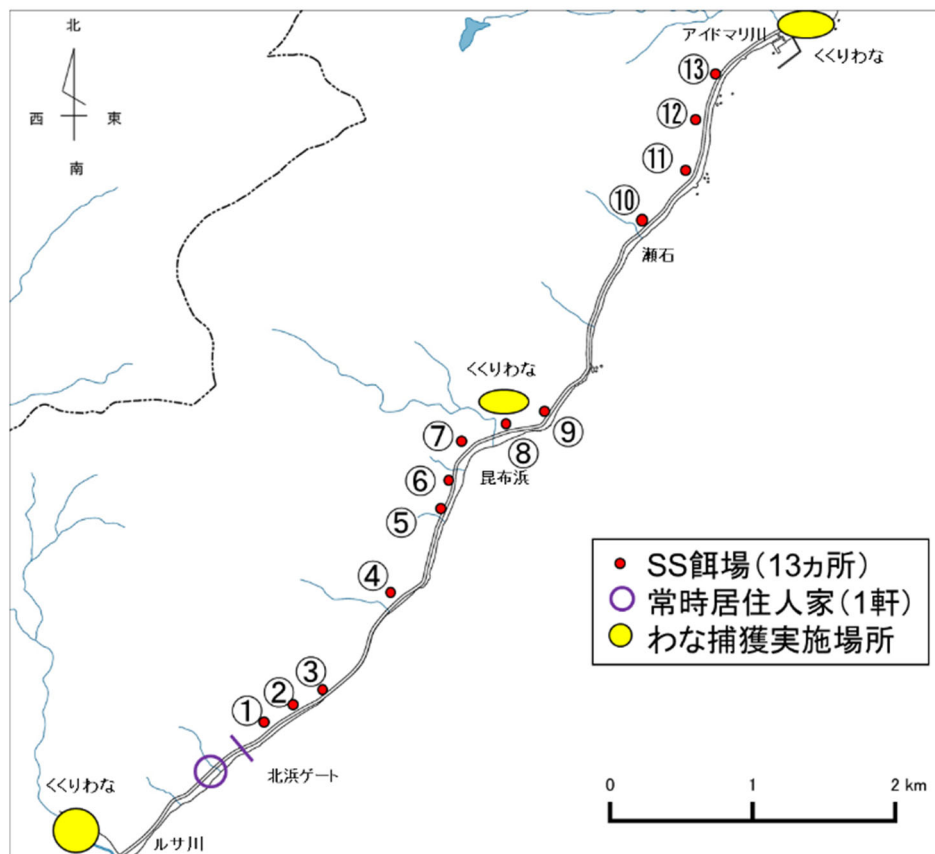 北
西 東
南
アイドマリ川
くくりわな
⑬
⑫
⑪
⑩
瀬石
くくりわな
⑨
⑧
⑦
昆布浜
⑥
⑤
④
③
②
①
北浜ゲート
くくりわな
ルサ川
SS餌場(13ヵ所)
常時居住人家(1軒)
わな捕獲実施場所
0 1 2 km